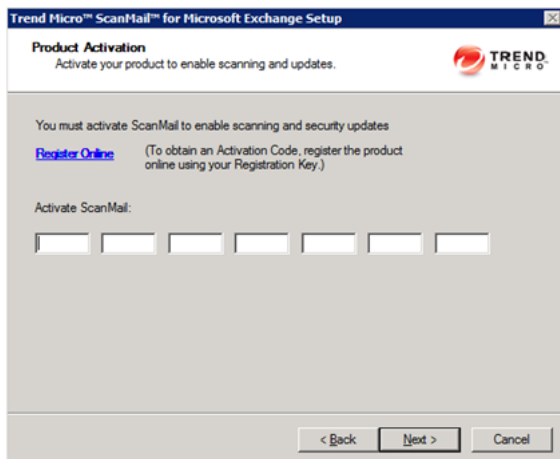 Trend Micro™ ScanMail™ for Microsoft Exchange Setup
Product Activation
Activate your product to enable scanning and updates.
TREND
MICRO
You must activate ScanMail to enable scanning and security updates
Register Online (To obtain an Activation Code, register the product
online using your Registration Key.)
Activate ScanMail:
< Back Next > Cancel